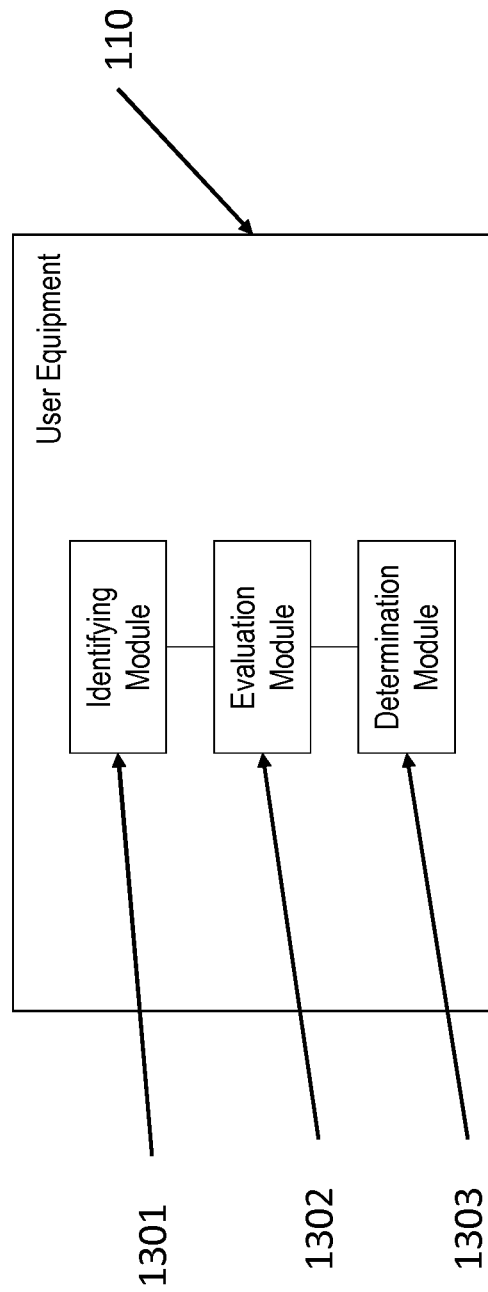 110
User Equipment
Identifying
Module
Evaluation
Module
Determination
Module
1301
1302
1303